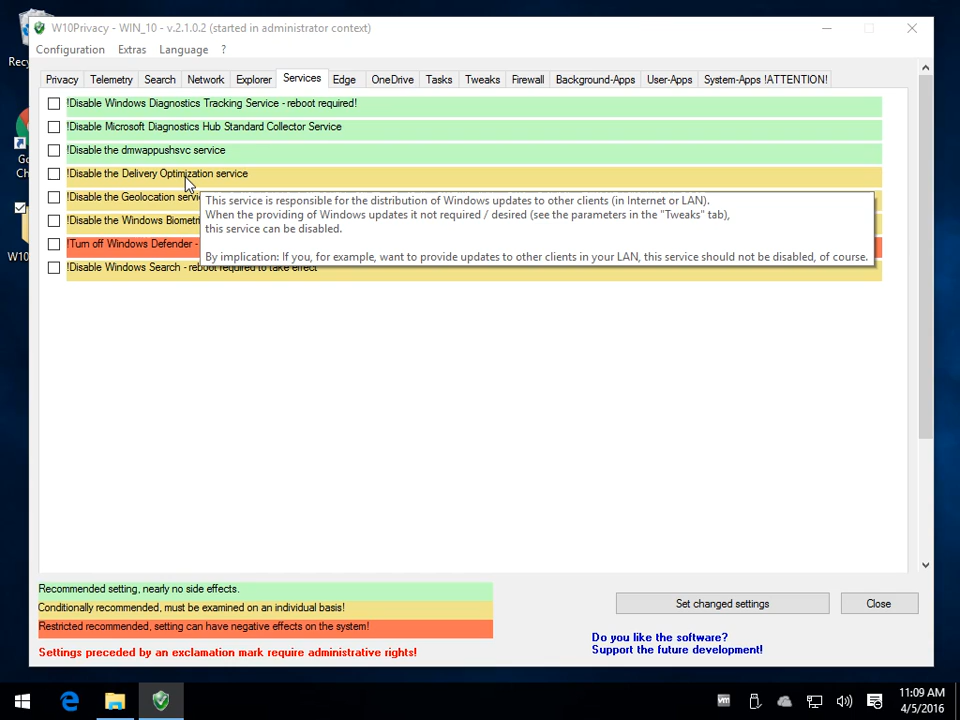 Recy
Go
Ch
W10
W10Privacy - WIN_10 - v.2.1.0.2 (started in administrator context)
Configuration Extras Language ?
Privacy Telemetry Search Network Explorer Services Edge OneDrive Tasks Tweaks Firewall Background-Apps User-Apps System-Apps !ATTENTION!
!Disable Windows Diagnostics Tracking Service - reboot required!
!Disable Microsoft Diagnostics Hub Standard Collector Service
!Disable the dmwappushsvc service
!Disable the Delivery Optimization service
!Disable the Geolocation servi
!Disable the Windows Biometri
!Turn off Windows Defender -
!Disable Windows Search - reboot required to take effect
This service is responsible for the distribution of Windows updates to other clients (in Internet or LAN).
When the providing of Windows updates it not required / desired (see the parameters in the "Tweaks" tab),
this service can be disabled.
By implication: If you, for example, want to provide updates to other clients in your LAN, this service should not be disabled, of course.
Recommended setting, nearly no side effects.
Conditionally recommended, must be examined on an individual basis!
Restricted recommended, setting can have negative effects on the system!
Settings preceded by an exclamation mark require administrative rights!
Set changed settings Close
Do you like the software?
Support the future development!
vm
11:09 AM
4/5/2016